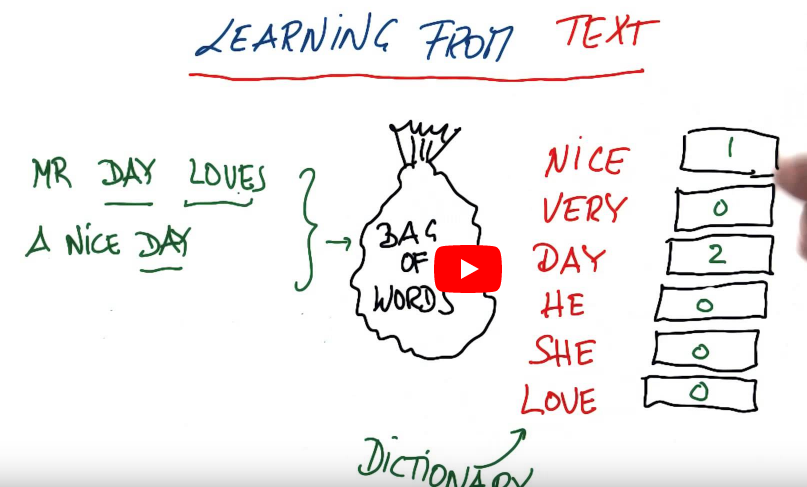 LEARNING FROM TEXT
MR DAY LOVES
A NICE DAY
BAG
OF
WORDS
NICE 1
VERY 0
DAY 2
HE 0
SHE 0
LOVE 0
DICTIONARY